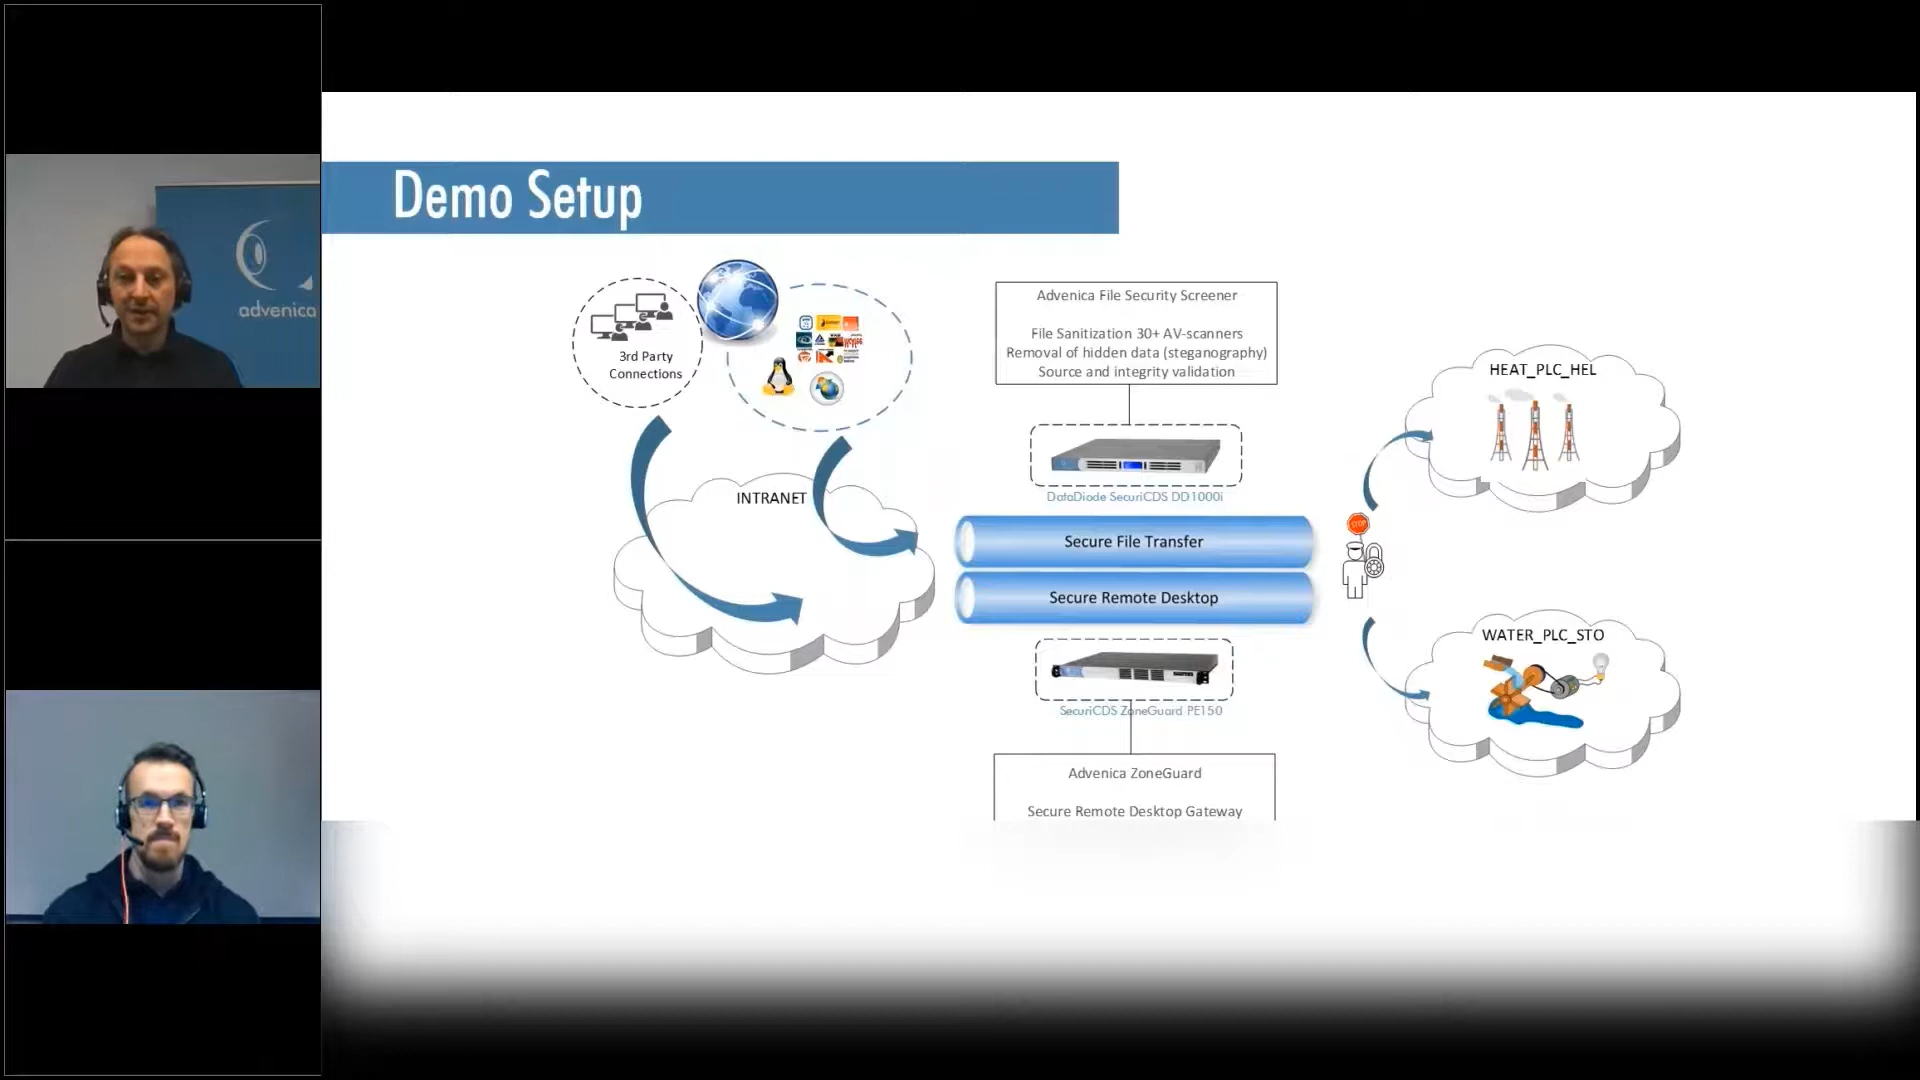 advenica
Demo Setup
3rd Party
Connections
INTRANET
Advenica File Security Screener
File Sanitization 30+ AV-scanners
Removal of hidden data (steganography)
Source and integrity validation
DataDiode SecuriCDS DD1000i
Secure File Transfer
Secure Remote Desktop
SecuriCDS ZoneGuard PE150
Advenica ZoneGuard
Secure Remote Desktop Gateway
HEAT_PLC_HEL
STOP
WATER_PLC_STO